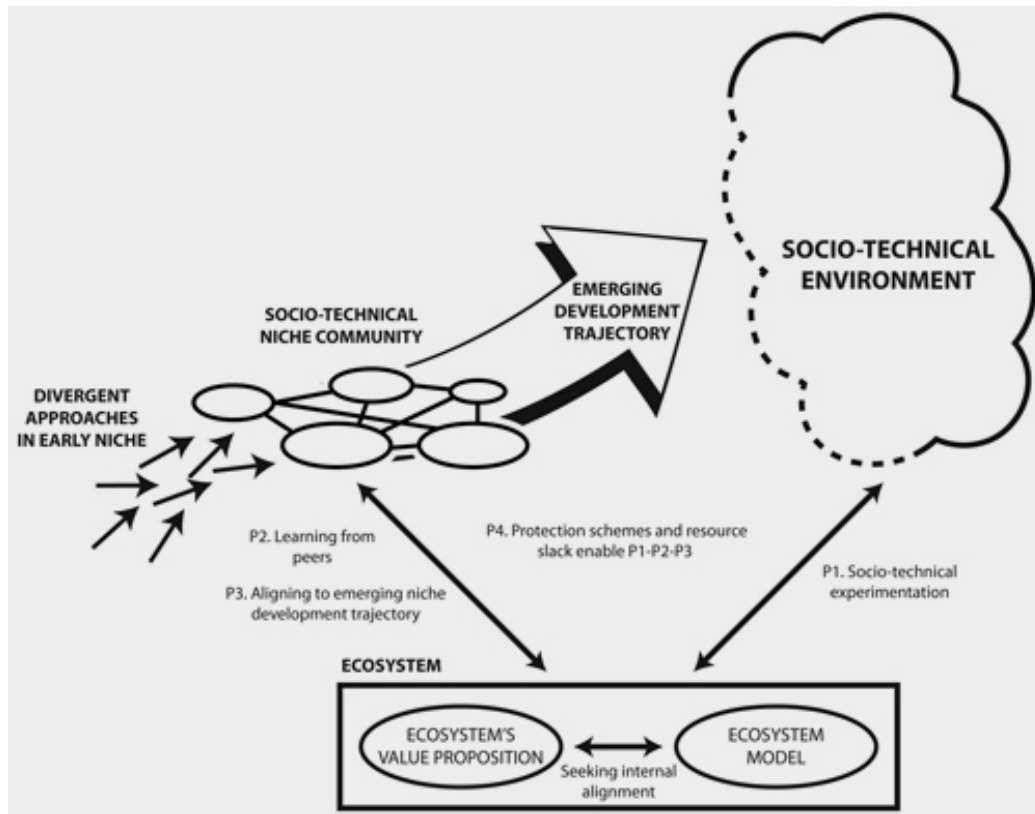 SOCIO-TECHNICAL
ENVIRONMENT
EMERGING
DEVELOPMENT
TRAJECTORY
SOCIO-TECHNICAL
NICHE COMMUNITY
DIVERGENT
APPROACHES
IN EARLY NICHE
P2. Learning from
peers
P3. Aligning to emerging niche
development trajectory
P4. Protection schemes and resource
slack enable P1-P2-P3
P1. Socio-technical
experimentation
ECOSYSTEM
ECOSYSTEM'S
VALUE PROPOSITION
Seeking internal
alignment
ECOSYSTEM
MODEL